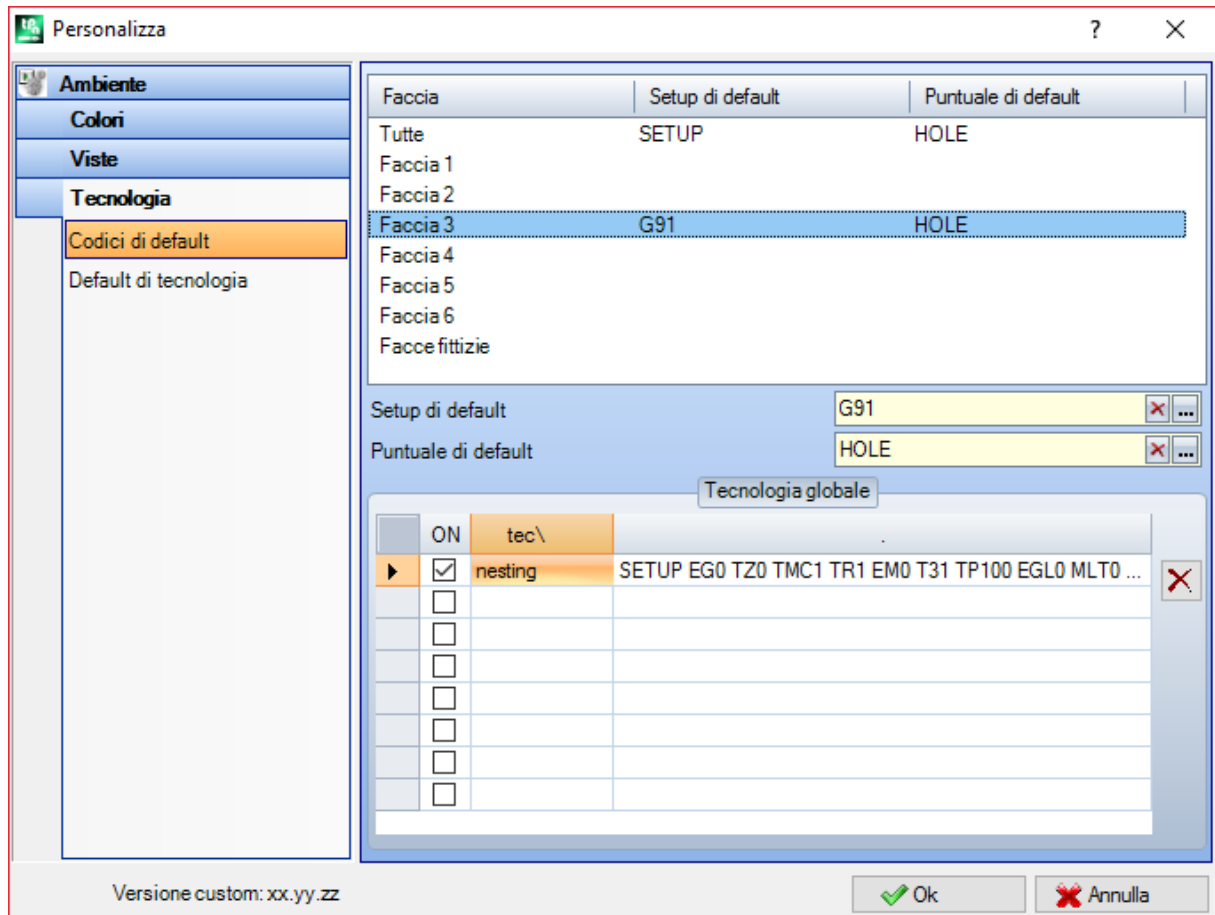 Personalizza ?
Ambiente
Colori
Viste
Tecnologia
Codici di default
Default di tecnologia
Faccia Setup di default Puntuale di default
Tutte SETUP HOLE
Faccia 1
Faccia 2
Faccia 3 G91 HOLE
Faccia 4
Faccia 5
Faccia 6
Facce fittizie
Setup di default G91 ...
Puntuale di default HOLE ...
Tecnologia globale
ON tec\ .
nesting SETUP EG0 TZ0 TMC1 TR1 EM0 T31 TP100 EGL0 MLT0 ...
Versione custom: xx.yy.zz
Ok Annulla